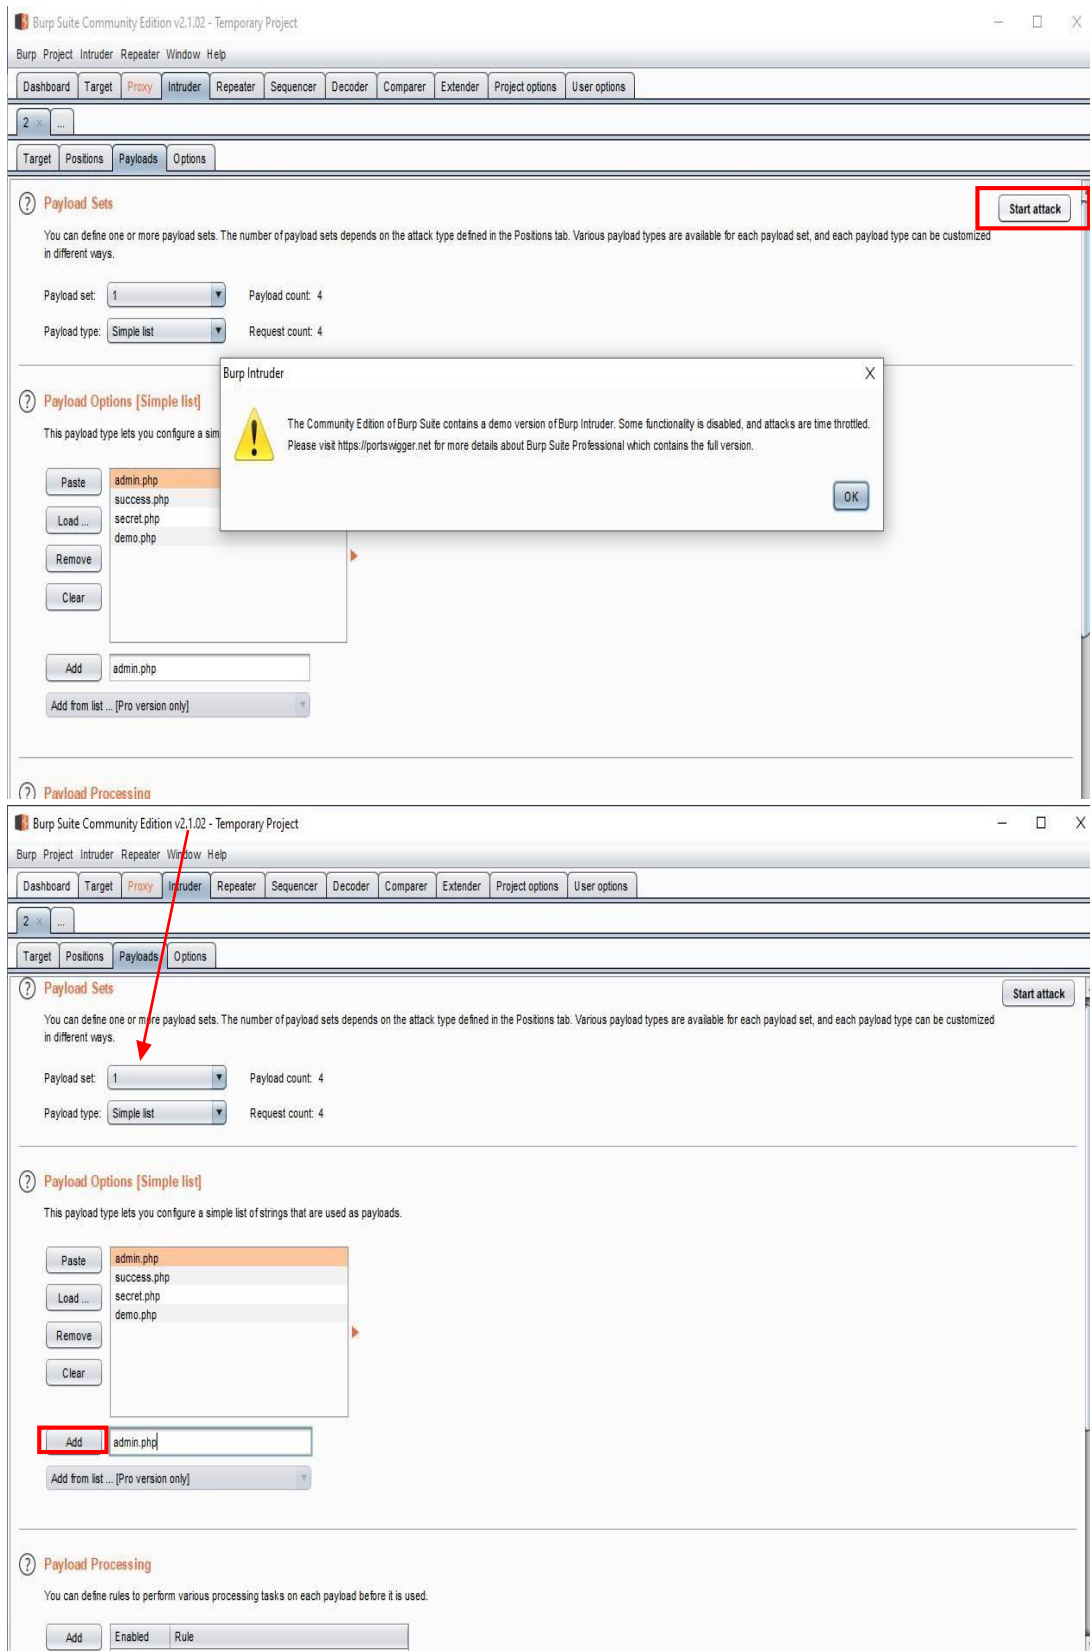 Burp Suite Community Edition v2.1.02 - Temporary Project
Burp Project Intruder Repeater Window Help
Dashboard Target Proxy Intruder Repeater Sequencer Decoder Comparer Extender Project options User options
2 × ...
Target Positions Payloads Options
? Payload Sets
Start attack
You can define one or more payload sets. The number of payload sets depends on the attack type defined in the Positions tab. Various payload types are available for each payload set, and each payload type can be customized
in different ways.
Payload set: 1 Payload count: 4
Payload type: Simple list Request count: 4
Burp Intruder X
? Payload Options [Simple list]
The Community Edition of Burp Suite contains a demo version of Burp Intruder. Some functionality is disabled, and attacks are time throttled.
Please visit https://portswigger.net for more details about Burp Suite Professional which contains the full version.
This payload type lets you configure a sim
OK
Paste admin.php
success.php
Load ... secret.php
demo.php
Remove
Clear
Add admin.php
Add from list ... [Pro version only]
? Payload Processing
Burp Suite Community Edition v2.1.02 - Temporary Project
Burp Project Intruder Repeater Window Help
Dashboard Target Proxy Intruder Repeater Sequencer Decoder Comparer Extender Project options User options
2 × ...
Target Positions Payloads Options
? Payload Sets
Start attack
You can define one or more payload sets. The number of payload sets depends on the attack type defined in the Positions tab. Various payload types are available for each payload set, and each payload type can be customized
in different ways.
Payload set: 1 Payload count: 4
Payload type: Simple list Request count: 4
? Payload Options [Simple list]
This payload type lets you configure a simple list of strings that are used as payloads.
Paste admin.php
success.php
Load ... secret.php
demo.php
Remove
Clear
Add admin.php
Add from list ... [Pro version only]
? Payload Processing
You can define rules to perform various processing tasks on each payload before it is used.
Add Enabled Rule